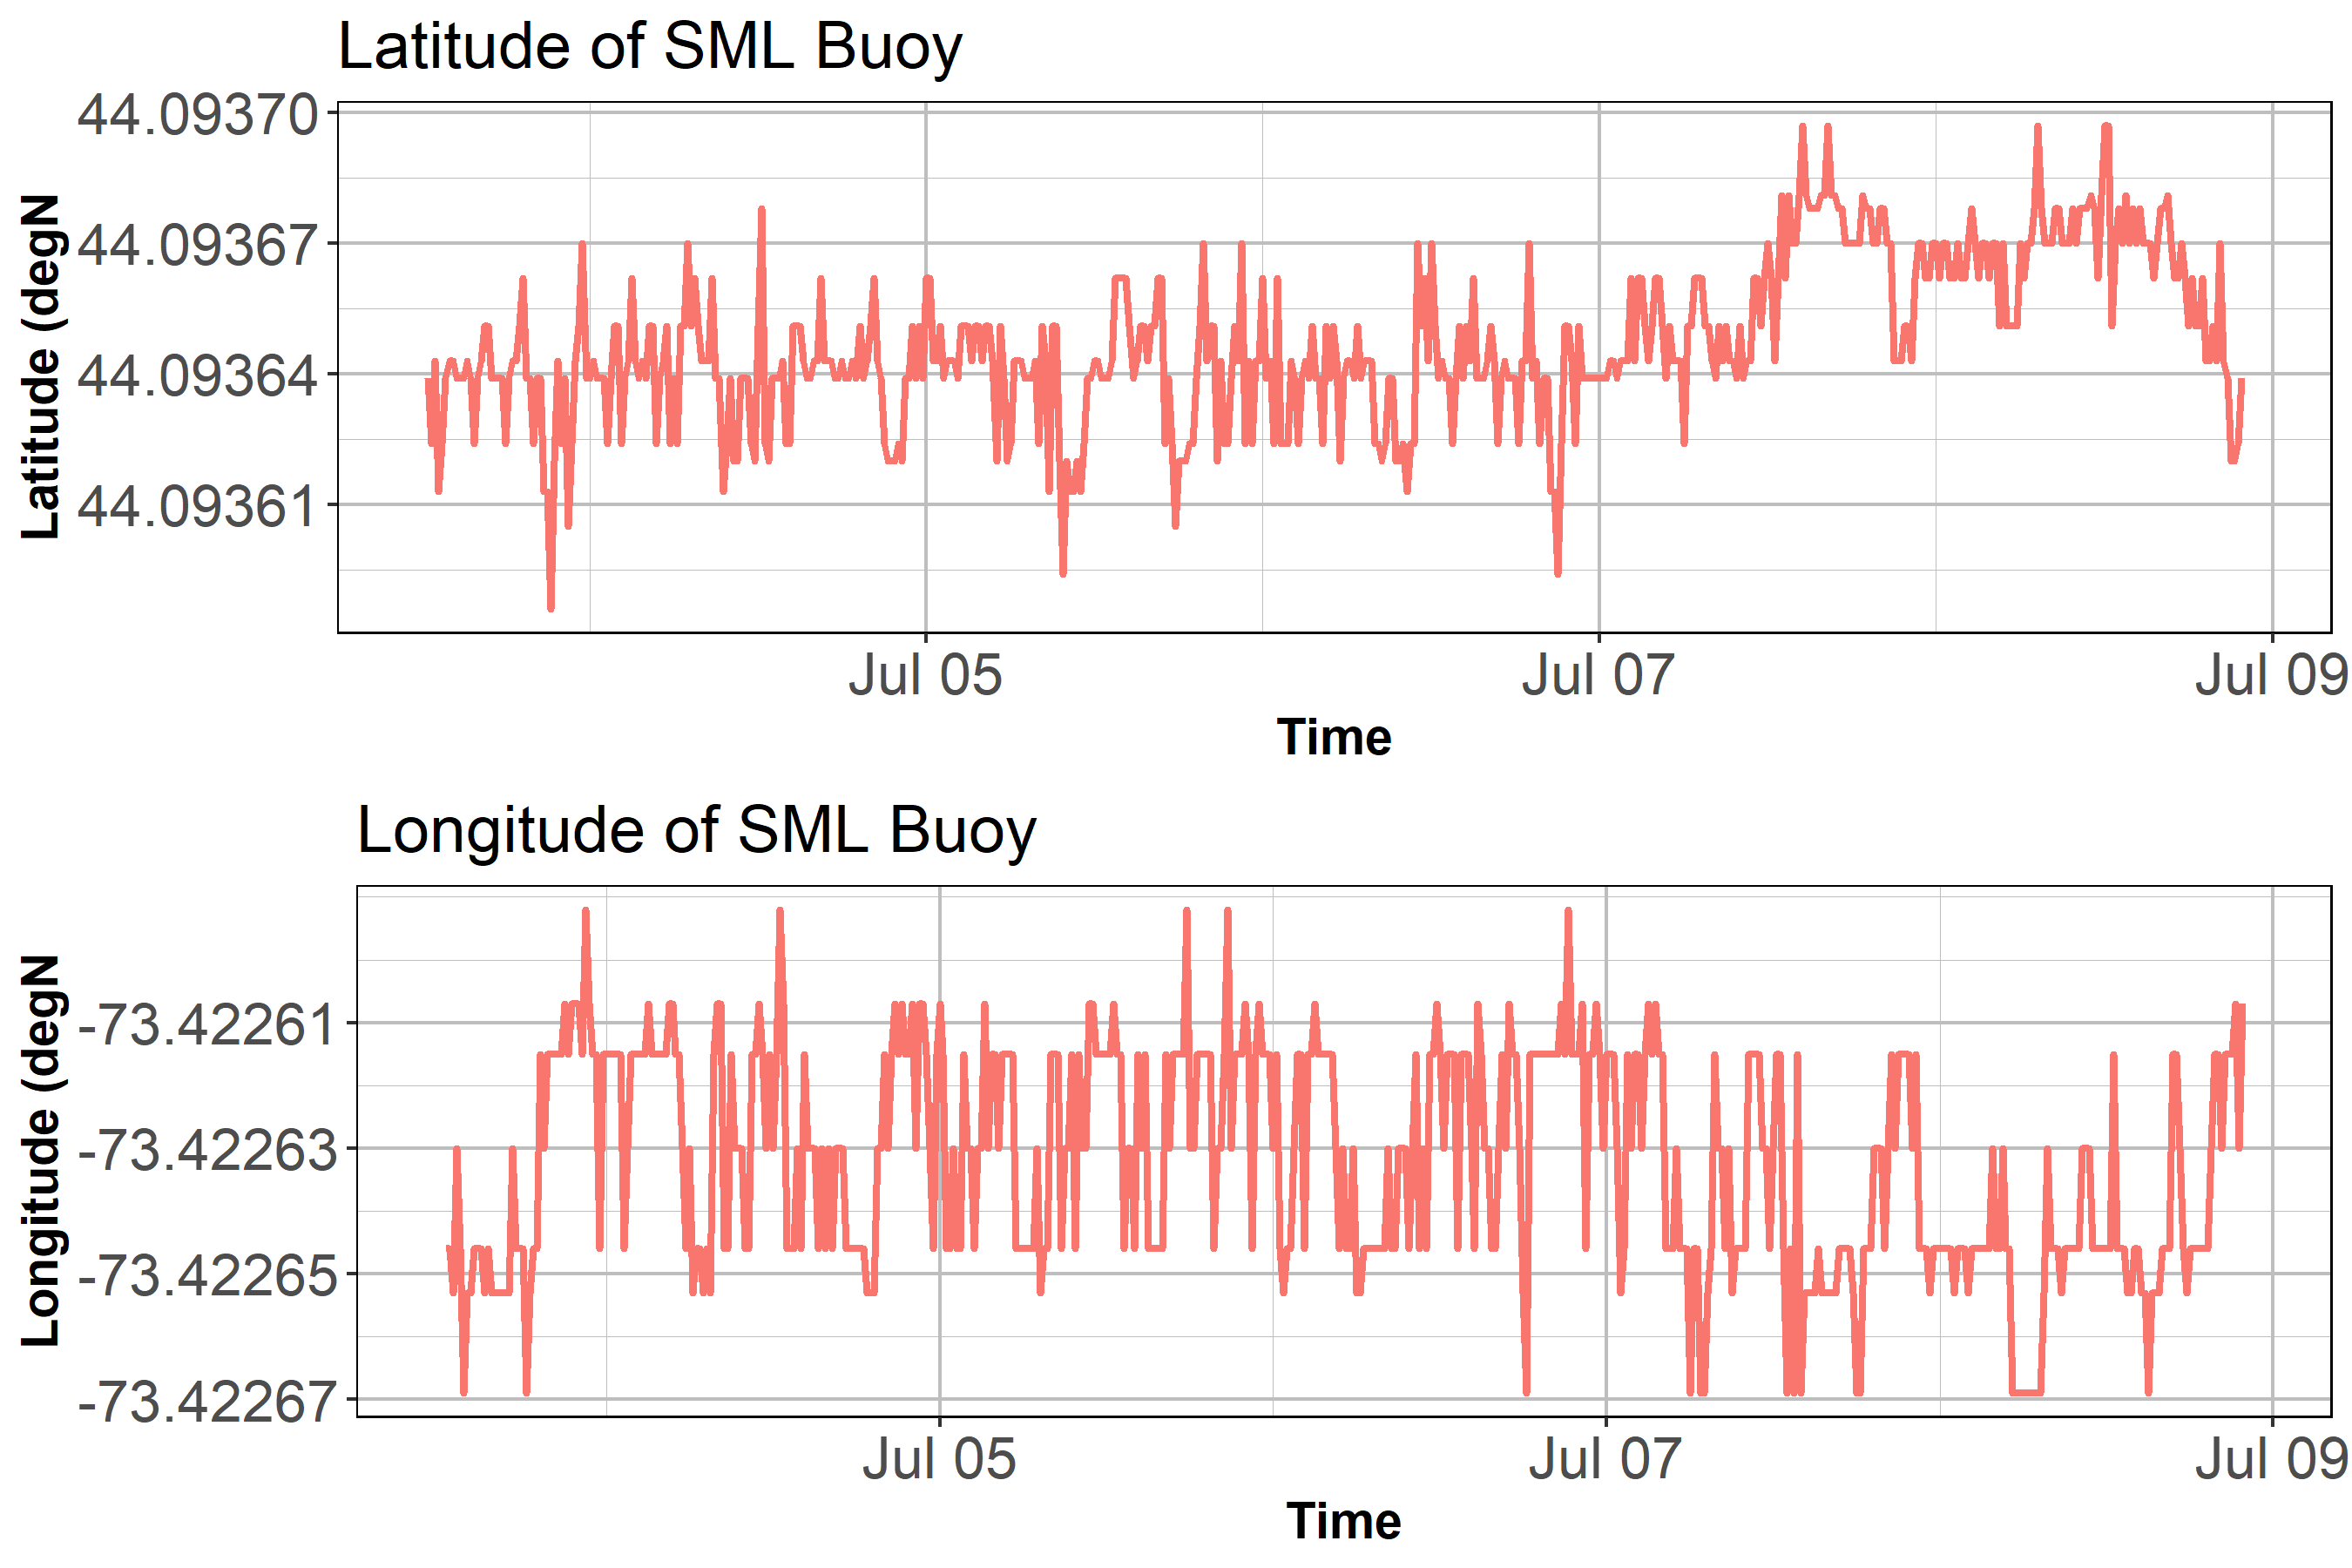 Latitude of SML Buoy
Latitude (degN
44.09370
44.09367
44.09364
44.09361
Jul 05 Jul 07 Jul 09
Time
Longitude of SML Buoy
Longitude (degN
-73.42261
-73.42263
-73.42265
-73.42267
Jul 05 Jul 07 Jul 09
Time